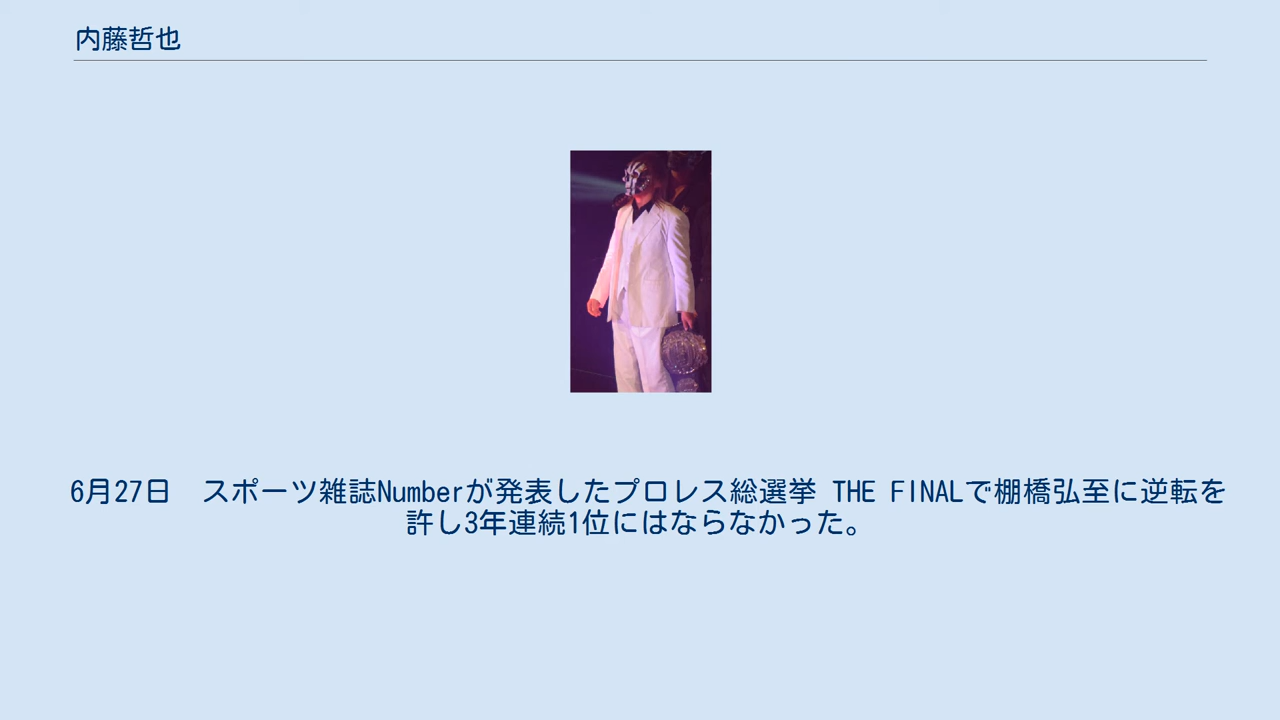 内藤哲也
6月27日　スポーツ雑誌Numberが発表したプロレス総選挙 THE FINALで棚橋弘至に逆転を
許し3年連続1位にはならなかった。